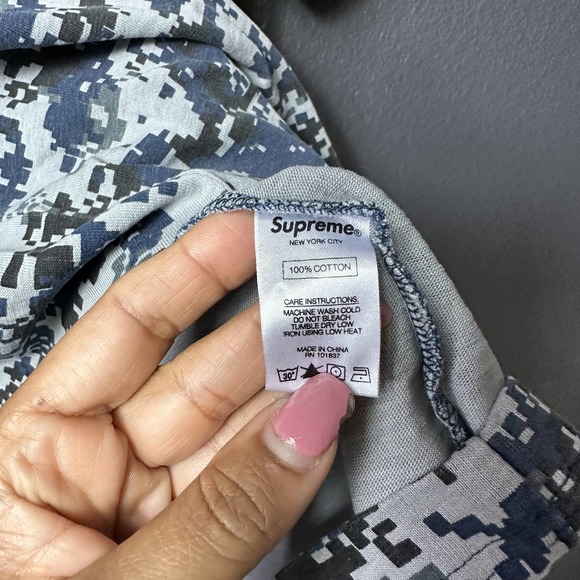 Supreme®
NEW YORK CITY
100% COTTON
CARE INSTRUCTIONS:
MACHINE WASH COLD
DO NOT BLEACH
TUMBLE DRY LOW
IRON USING LOW HEAT
MADE IN CHINA
RN 101837
30°